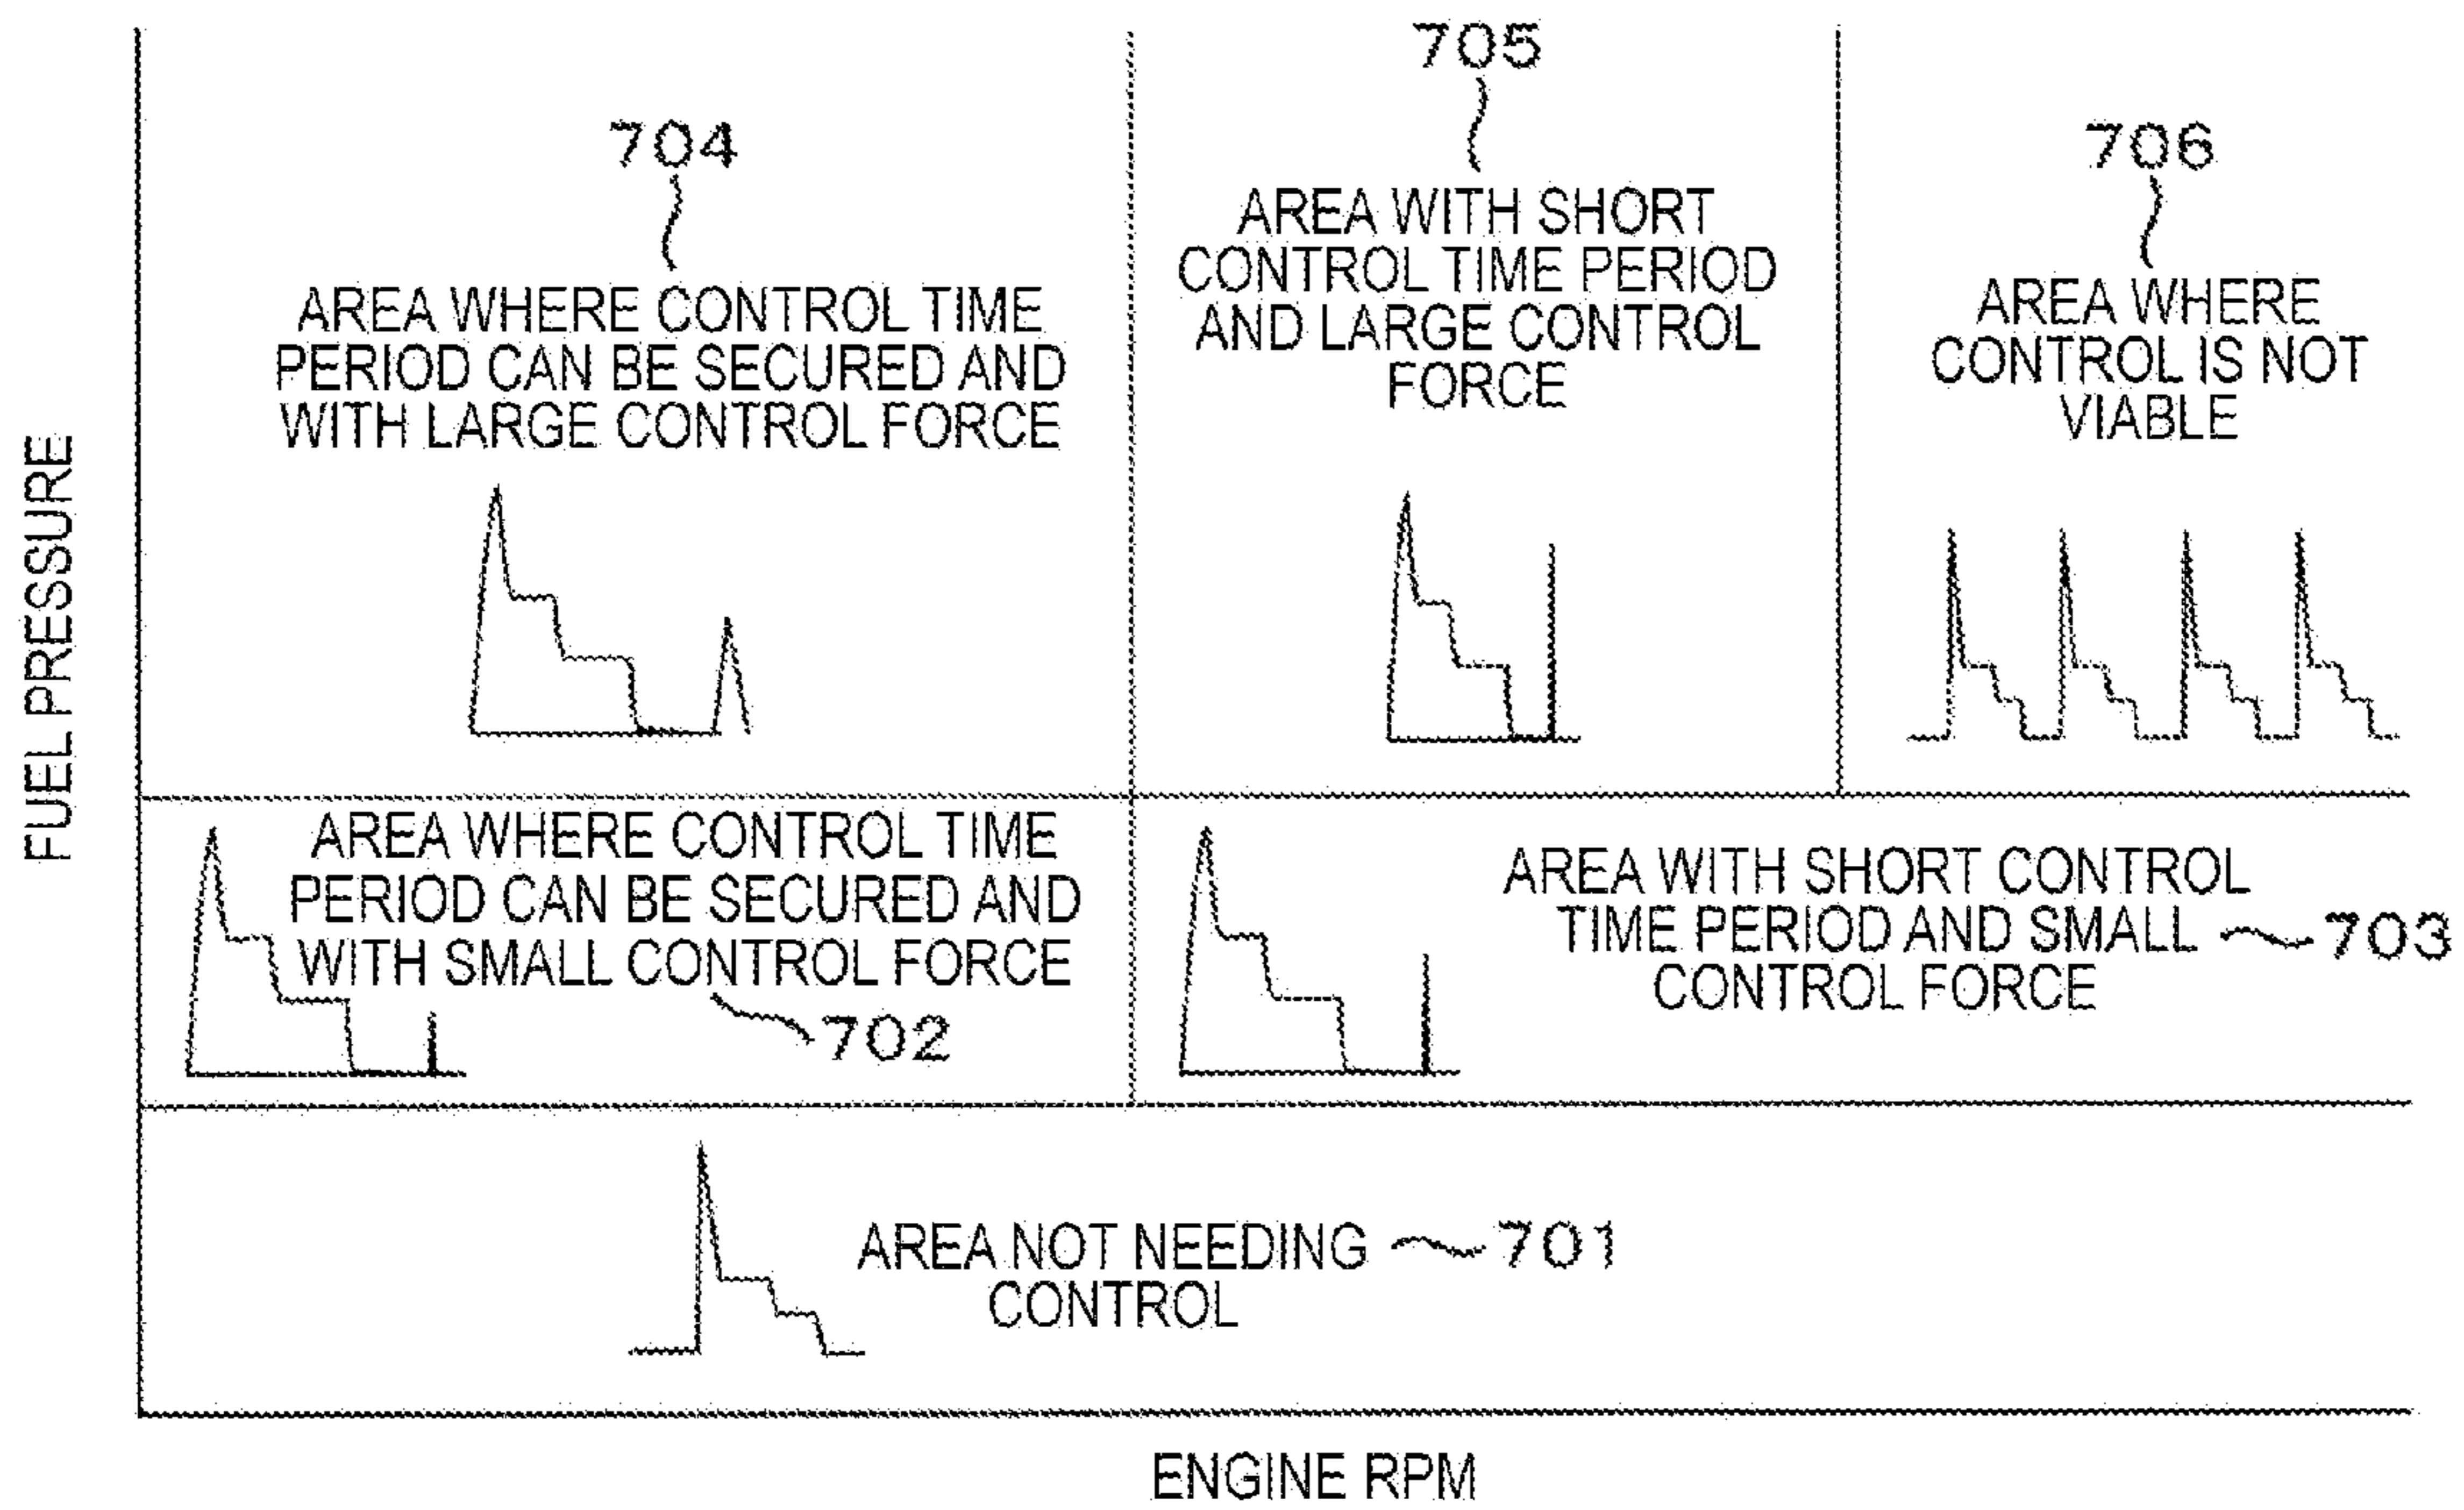 704
AREA WHERE CONTROL TIME
PERIOD CAN BE SECURED AND
WITH LARGE CONTROL FORCE
705
AREA WITH SHORT
CONTROL TIME PERIOD
AND LARGE CONTROL
FORCE
706
AREA WHERE
CONTROL IS NOT
VIABLE
FUEL PRESSURE
AREA WHERE CONTROL TIME
PERIOD CAN BE SECURED AND
WITH SMALL CONTROL FORCE
702
AREA WITH SHORT CONTROL
TIME PERIOD AND SMALL 703
CONTROL FORCE
AREA NOT NEEDING 701
CONTROL
ENGINE RPM